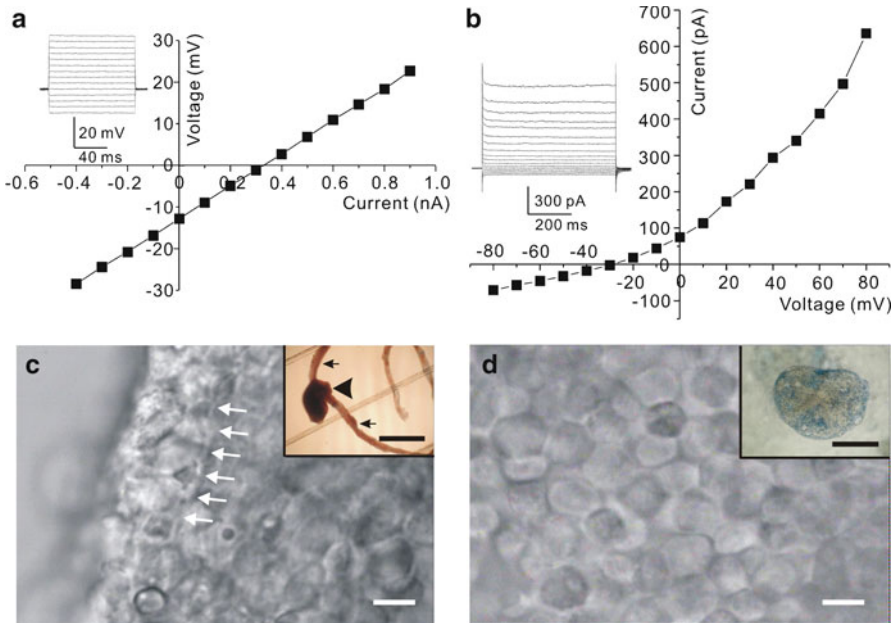 a
30
20
10
0
-10
-20
-30
Voltage (mV)
-0.6 -0.4 -0.2 0 0.2 0.4 0.6 0.8 1.0
Current (nA)
20 mV
40 ms
b
700
600
500
400
300
200
100
0
-100
Current (pA)
-80 -60 -40 0 20 40 60 80
Voltage (mV)
300 pA
200 ms
c
d